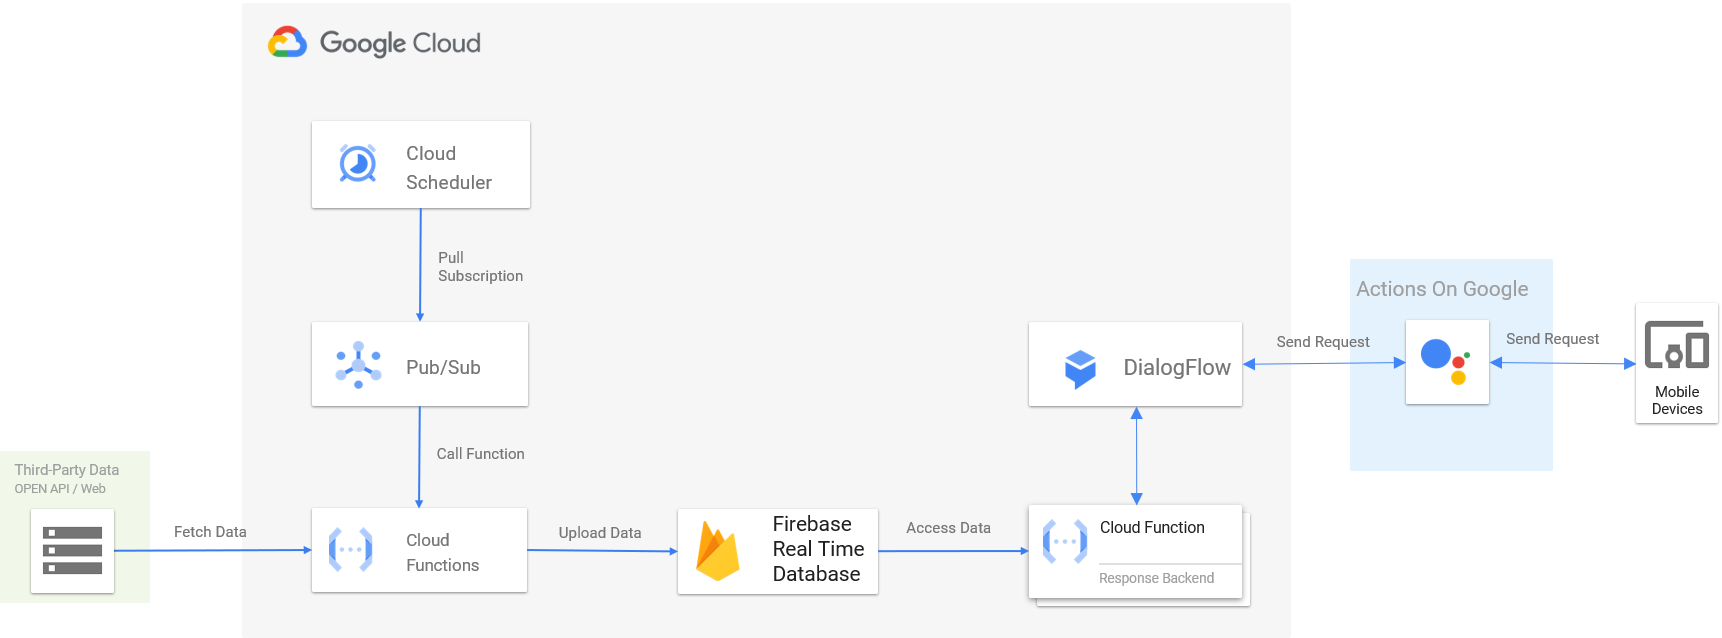 Google Cloud
Cloud
Scheduler
Pull
Subscription
Pub/Sub
Call Function
Third-Party Data
OPEN API / Web
Fetch Data
Cloud
Functions
Upload Data
Firebase
Real Time
Database
Access Data
Cloud Function
Response Backend
DialogFlow
Send Request
Actions On Google
Send Request
Mobile
Devices